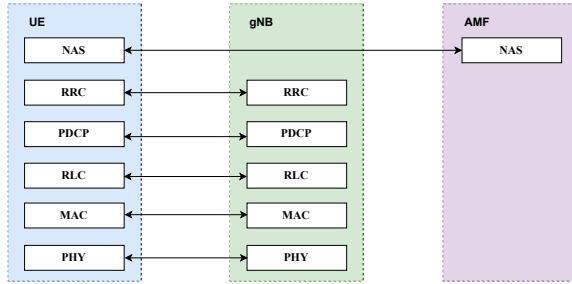 UE gNB AMF
NAS NAS
RRC RRC
PDCP PDCP
RLC RLC
MAC MAC
PHY PHY